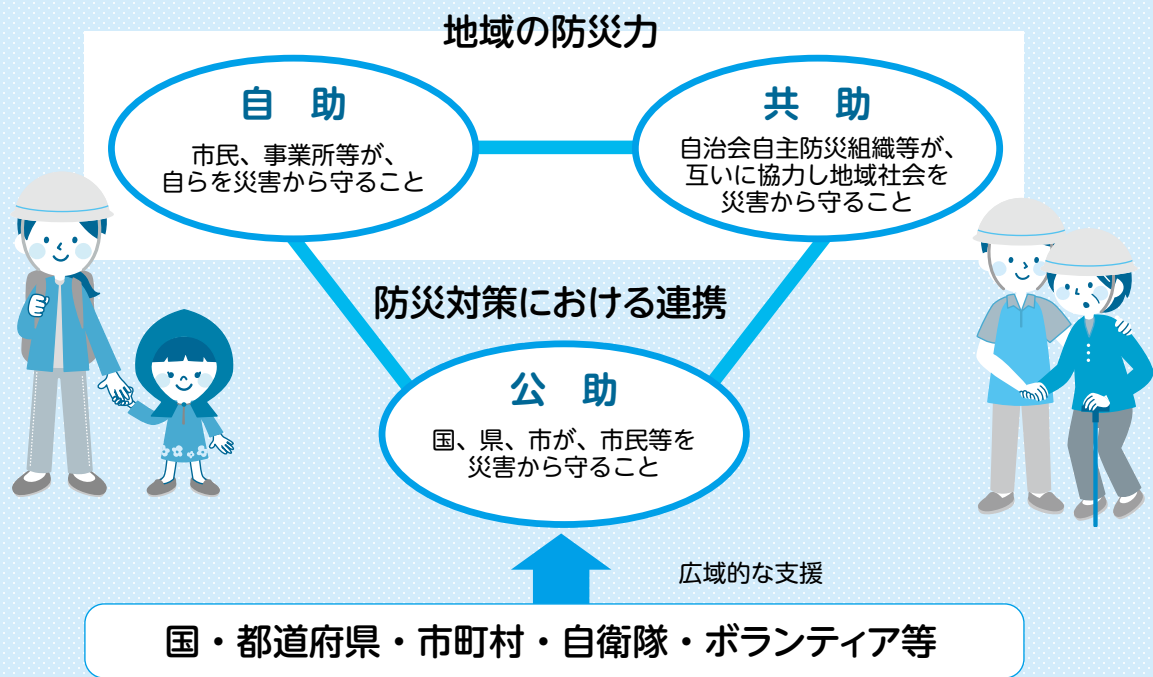 地域の防災力
自　助
市民、事業所等が、
自らを災害から守ること
共　助
自治会自主防災組織等が、
互いに協力し地域社会を
災害から守ること
防災対策における連携
公　助
国、県、市が、市民等を
災害から守ること
広域的な支援
国・都道府県・市町村・自衛隊・ボランティア等